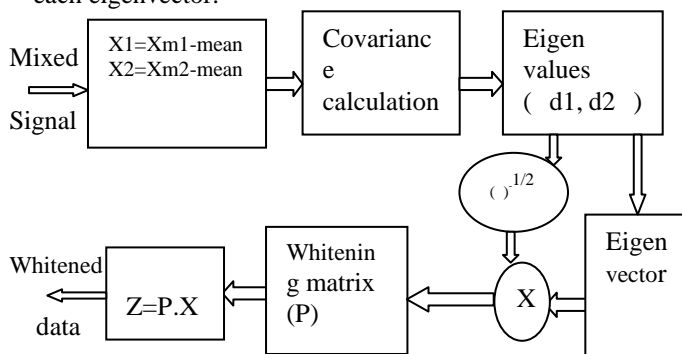 each eigenvector.
Mixed
Signal
X1=Xm1-mean
X2=Xm2-mean
Covarianc
e
calculation
Eigen
values
( d1, d2 )
( )-1/2
Eigen
vector
X
Whitenin
g matrix
(P)
Z=P.X
Whitened
data